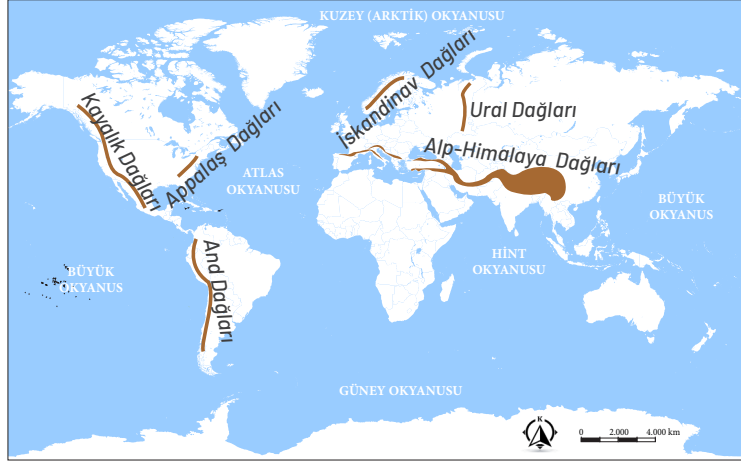 KUZEY (ARKTİK) OKYANUSU
İskandinav Dağları
Kayalık Dağları
Appalaş Dağları
Ural Dağları
Alp-Himalaya Dağları
ATLAS
OKYANUSU
BÜYÜK
OKYANUS
And Dağları
HİNT
OKYANUSU
BÜYÜK
OKYANUS
GÜNEY OKYANUSU
K
0 2.000 4.000 km